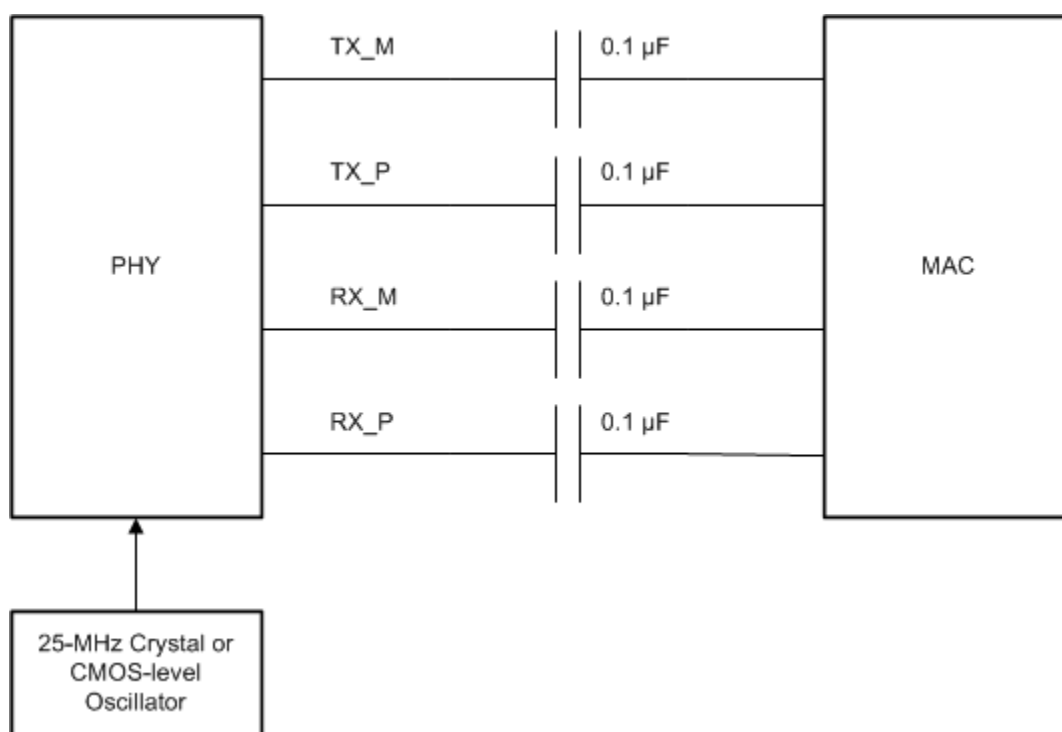 TX_M
0.1 µF
TX_P
0.1 µF
PHY
MAC
RX_M
0.1 µF
RX_P
0.1 µF
25-MHz Crystal or
CMOS-level
Oscillator